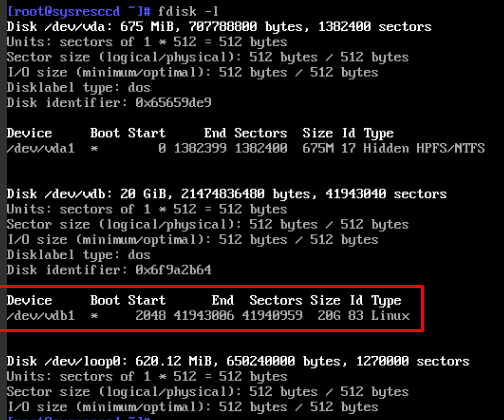 [root@sysresccd ~]# fdisk -l
Disk /dev/vda: 675 MiB, 707788800 bytes, 1382400 sectors
Units: sectors of 1 * 512 = 512 bytes
Sector size (logical/physical): 512 bytes / 512 bytes
I/O size (minimum/optimal): 512 bytes / 512 bytes
Disklabel type: dos
Disk identifier: 0x65659de9
Device Boot Start End Sectors Size Id Type
/dev/vda1 * 0 1382399 1382400 675M 17 Hidden HPFS/NTFS
Disk /dev/vdb: 20 GiB, 21474836480 bytes, 41943040 sectors
Units: sectors of 1 * 512 = 512 bytes
Sector size (logical/physical): 512 bytes / 512 bytes
I/O size (minimum/optimal): 512 bytes / 512 bytes
Disklabel type: dos
Disk identifier: 0x6f9a2b64
Device Boot Start End Sectors Size Id Type
/dev/vdb1 * 2048 41943006 41940959 20G 83 Linux
Disk /dev/loop0: 620.12 MiB, 650240000 bytes, 1270000 sectors
Units: sectors of 1 * 512 = 512 bytes
Sector size (logical/physical): 512 bytes / 512 bytes
I/O size (minimum/optimal): 512 bytes / 512 bytes
[root@sysresccd ~]#